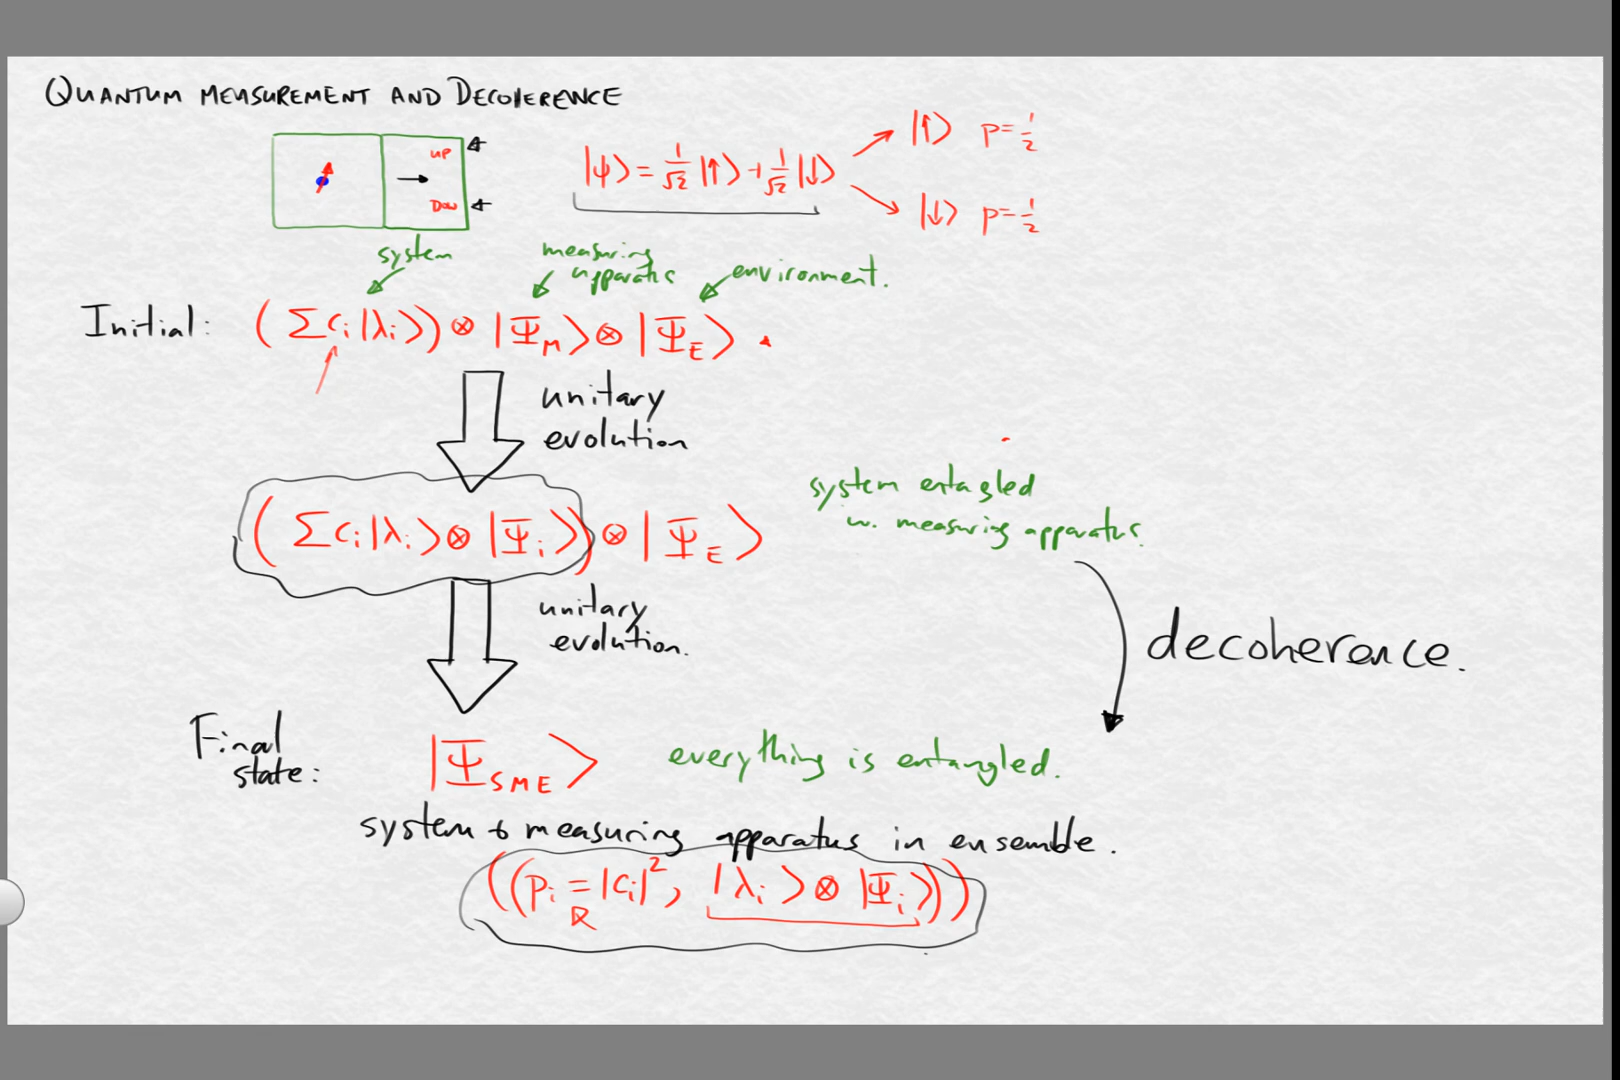 QUANTUM MEASUREMENT AND DECOHERENCE
UP
Down
|ψ⟩ = 1/√2 |↑⟩ + 1/√2 |↓⟩
|↑⟩ p = 1/2
|↓⟩ p = 1/2
system
measuring
apparatus
environment.
Initial: (Σ cᵢ |λᵢ⟩) ⊗ |Ψ_M⟩ ⊗ |Ψ_E⟩.
unitary
evolution
(Σ cᵢ |λᵢ⟩ ⊗ |Ψᵢ⟩) ⊗ |Ψ_E⟩
system entagled
w. measuring apparatus.
unitary
evolution.
decoherence.
Final
state:
|Ψ_SME⟩
everything is entangled.
system & measuring apparatus in ensemble.
((pᵢ = |cᵢ|², |λᵢ⟩ ⊗ |Ψᵢ⟩))